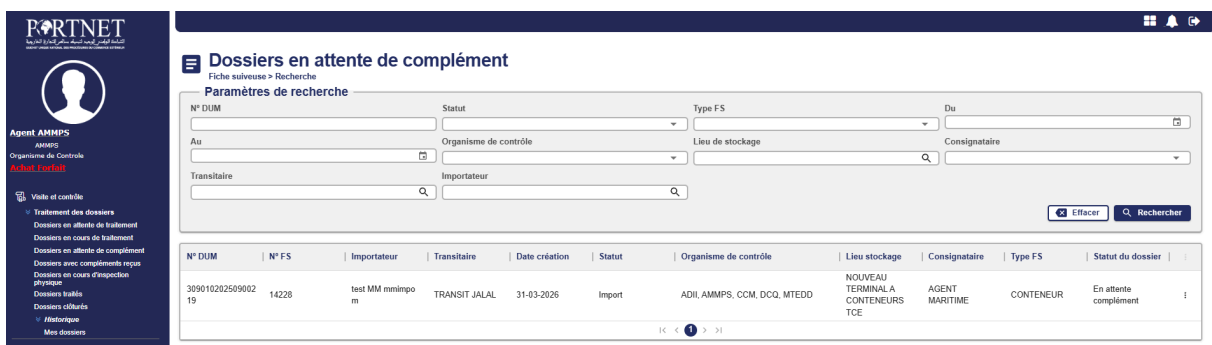 PORTNET
Agent AMMPS
AMMPS
Organisme de Controle
Achat Forfait
Visite et contrôle
Traitement des dossiers
Dossiers en attente de traitement
Dossiers en cours de traitement
Dossiers en attente de complément
Dossiers avec compléments reçus
Dossiers en cours d'inspection
physique
Dossiers traités
Dossiers clôturés
Historique
Mes dossiers
Dossiers en attente de complément
Fiche suiveuse > Recherche
Paramètres de recherche
N° DUM Statut Type FS Du
Au Organisme de contrôle Lieu de stockage Consignataire
Transitaire Importateur
Effacer Rechercher
N° DUM N° FS Importateur Transitaire Date création Statut Organisme de contrôle Lieu stockage Consignataire Type FS Statut du dossier
309010202509002
19
14228
test MM mmimpo
m
TRANSIT JALAL
31-03-2026
Import
ADII, AMMPS, CCM, DCQ, MTEDD
NOUVEAU
TERMINAL A
CONTENEURS
TCE
AGENT
MARITIME
CONTENEUR
En attente
complément
1